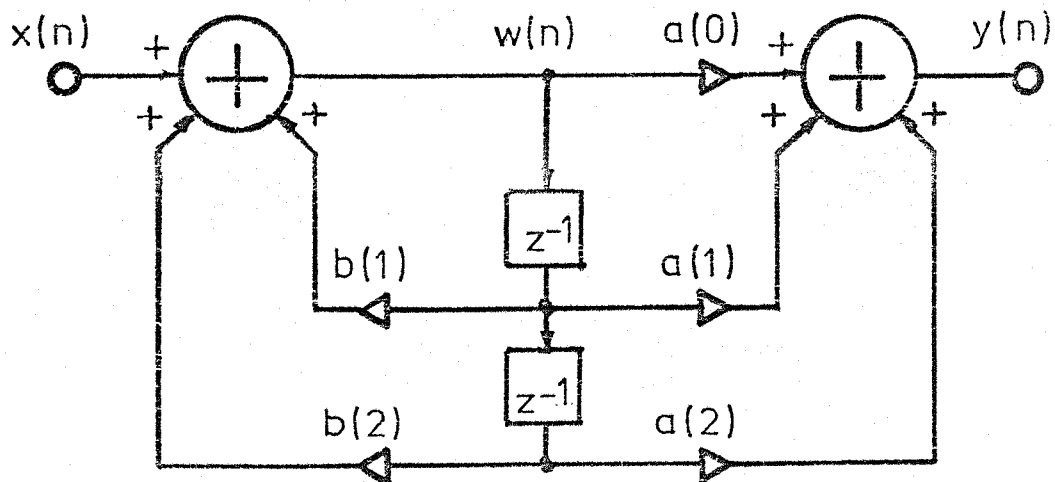 x(n) w(n) a(0) y(n)
+ + + +
+ + + +
z⁻¹
b(1) a(1)
z⁻¹
b(2) a(2)